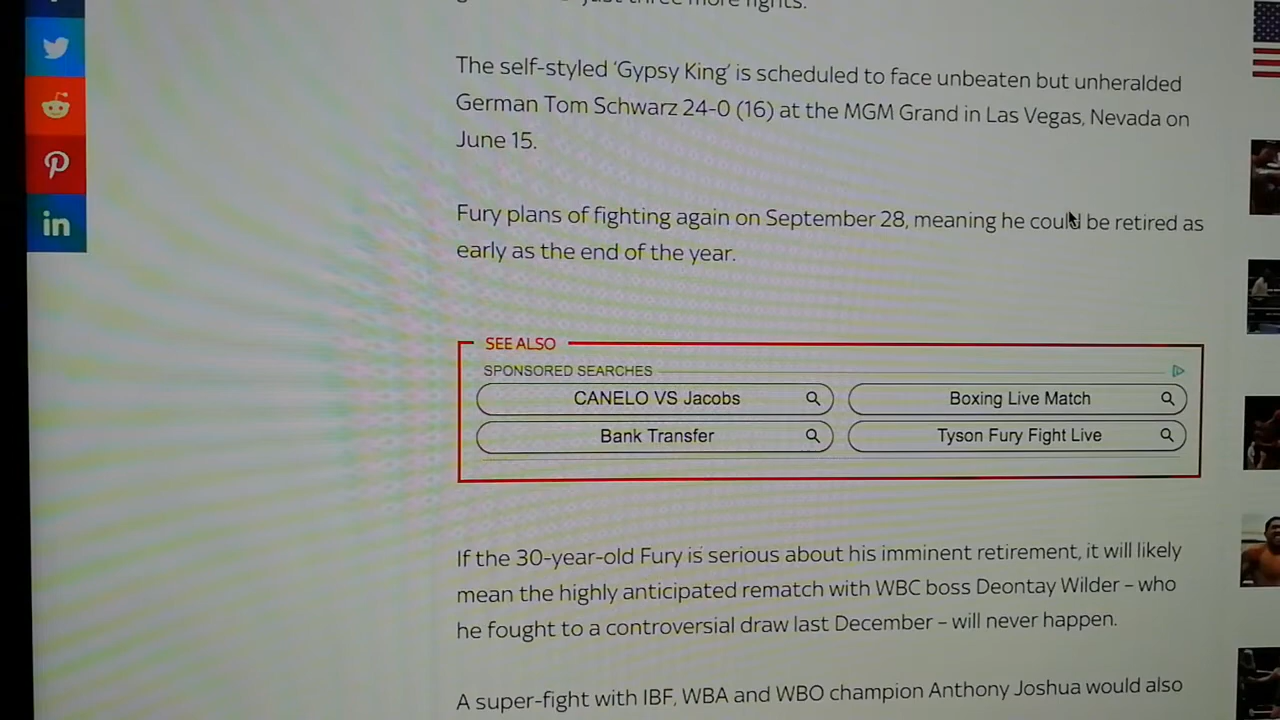 just three more fights.
The self-styled ‘Gypsy King’ is scheduled to face unbeaten but unheralded
German Tom Schwarz 24-0 (16) at the MGM Grand in Las Vegas, Nevada on
June 15.
Fury plans of fighting again on September 28, meaning he could be retired as
early as the end of the year.
SEE ALSO
SPONSORED SEARCHES
CANELO VS Jacobs
Boxing Live Match
Bank Transfer
Tyson Fury Fight Live
If the 30-year-old Fury is serious about his imminent retirement, it will likely
mean the highly anticipated rematch with WBC boss Deontay Wilder – who
he fought to a controversial draw last December – will never happen.
A super-fight with IBF, WBA and WBO champion Anthony Joshua would also
in